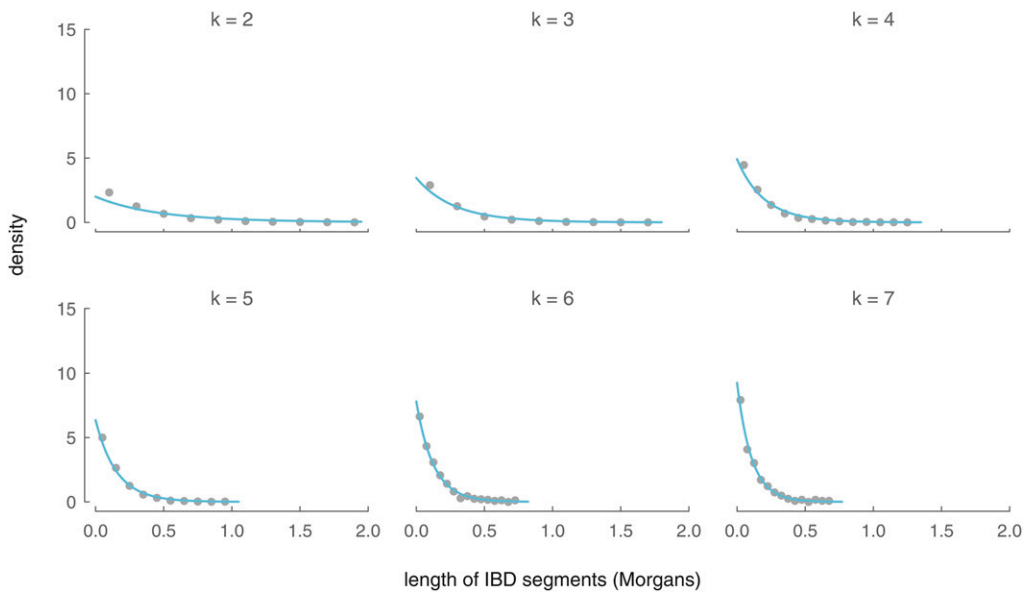 k = 2
k = 3
k = 4
15
10
5
0
k = 5
k = 6
k = 7
15
10
5
0
0.0 0.5 1.0 1.5 2.0
0.0 0.5 1.0 1.5 2.0
0.0 0.5 1.0 1.5 2.0
density
length of IBD segments (Morgans)